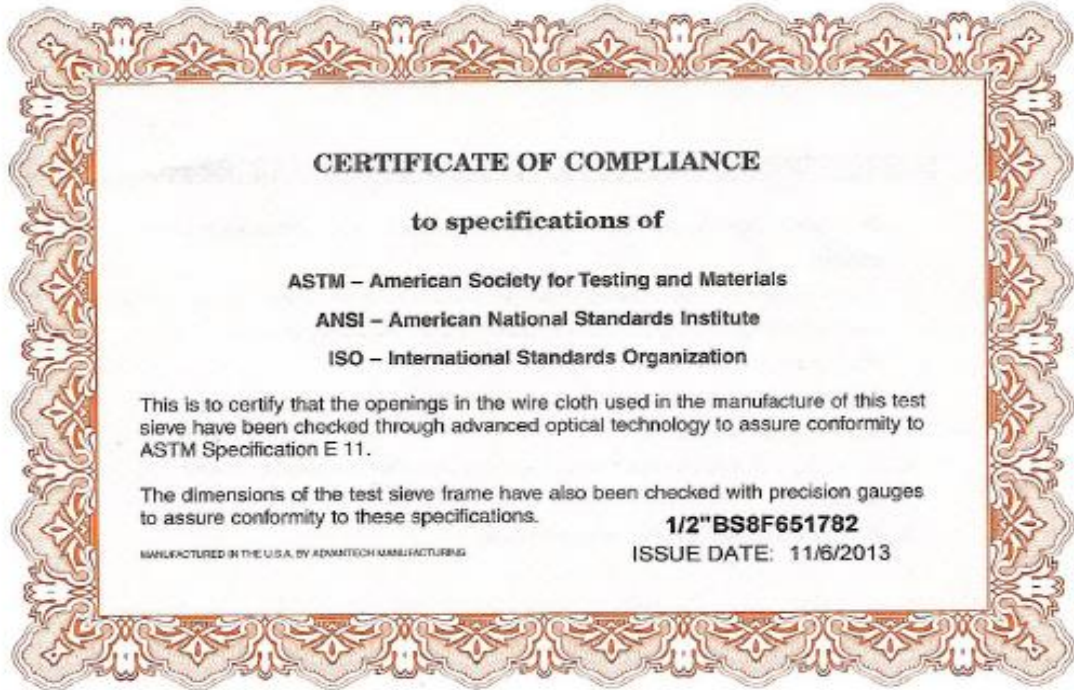 CERTIFICATE OF COMPLIANCE
to specifications of
ASTM – American Society for Testing and Materials
ANSI – American National Standards Institute
ISO – International Standards Organization
This is to certify that the openings in the wire cloth used in the manufacture of this test
sieve have been checked through advanced optical technology to assure conformity to
ASTM Specification E 11.
The dimensions of the test sieve frame have also been checked with precision gauges
to assure conformity to these specifications.
1/2"BS8F651782
MANUFACTURED IN THE U.S.A. BY ADVANTECH MANUFACTURING
ISSUE DATE: 11/6/2013